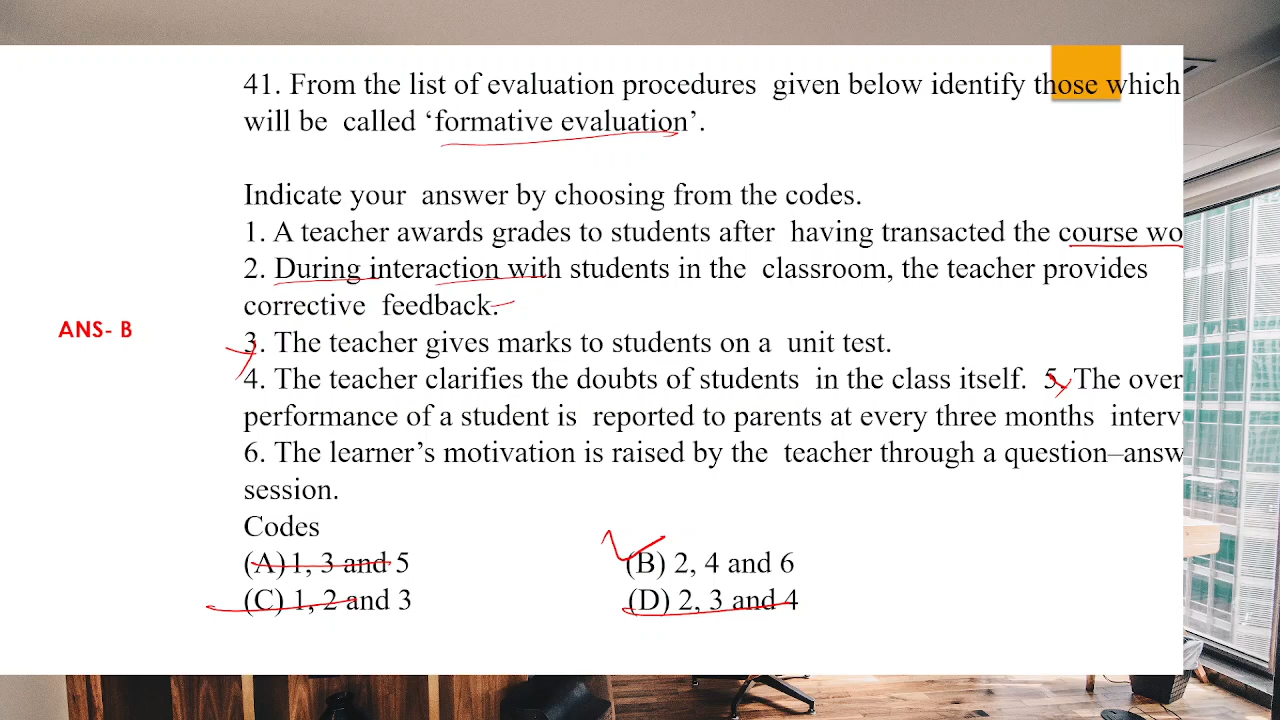 41. From the list of evaluation procedures given below identify those which
will be called ‘formative evaluation’.
Indicate your answer by choosing from the codes.
1. A teacher awards grades to students after having transacted the course
2. During interaction with students in the classroom, the teacher provides
corrective feedback.
ANS- B
3. The teacher gives marks to students on a unit test.
4. The teacher clarifies the doubts of students in the class itself. 5. The
performance of a student is reported to parents at every three months
6. The learner’s motivation is raised by the teacher through a
session.
Codes
(A) 1, 3 and 5 (B) 2, 4 and 6
(C) 1, 2 and 3 (D) 2, 3 and 4